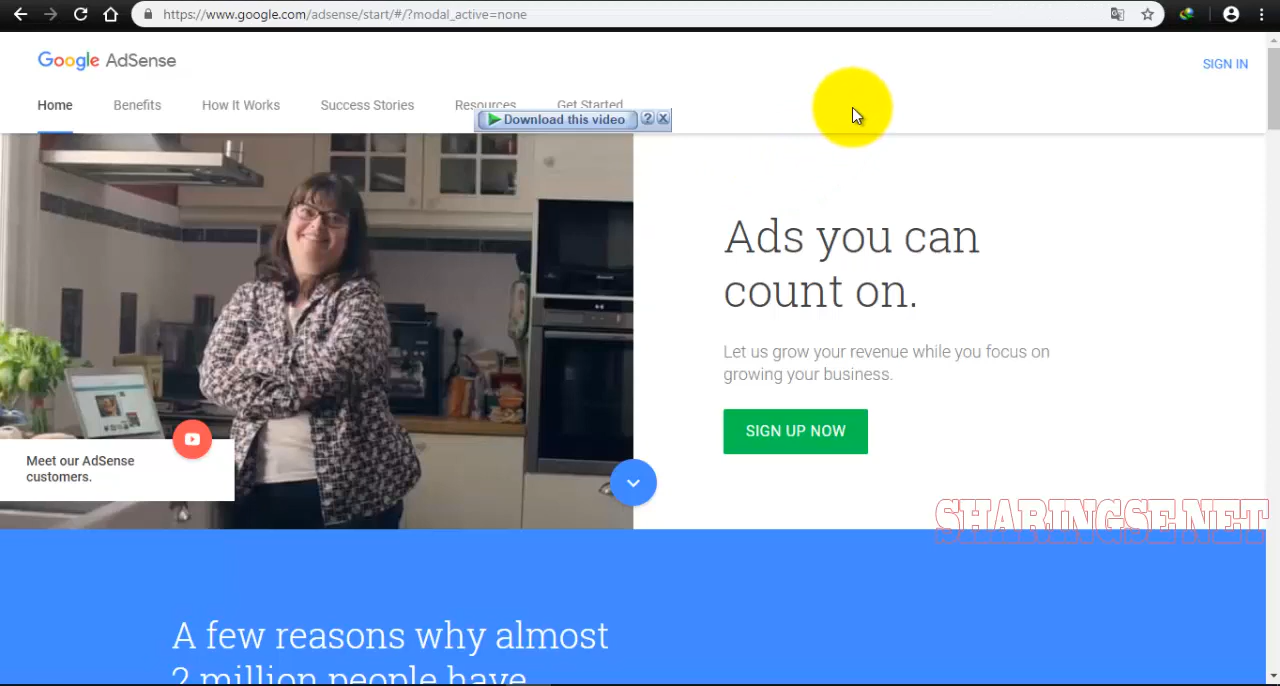 https://www.google.com/adsense/start/#/?modal_active=none
Google AdSense
SIGN IN
Home
Benefits
How It Works
Success Stories
Resources
Get Started
Download this video
?
X
Ads you can
count on.
Let us grow your revenue while you focus on
growing your business.
SIGN UP NOW
Meet our AdSense
customers.
SHARINGSE.NET
A few reasons why almost
2 million people have